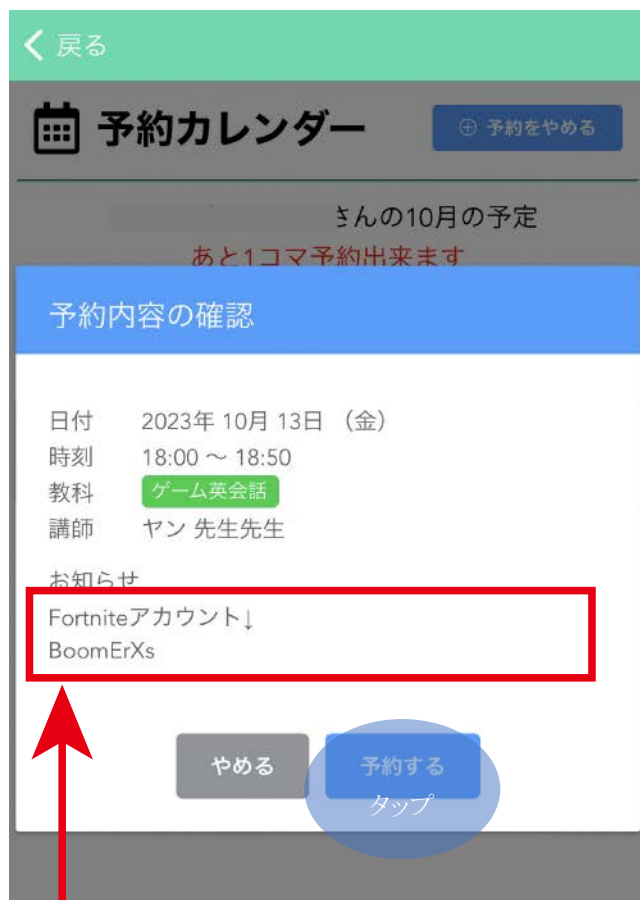 戻る
予約カレンダー
予約をやめる
さんの10月の予定
あと1コマ予約出来ます
予約内容の確認
日付 2023年 10月 13日 (金)
時刻 18:00 ～ 18:50
教科 ゲーム英会話
講師 ヤン 先生先生
お知らせ
Fortniteアカウント↓
BoomErXs
やめる 予約する
タップ